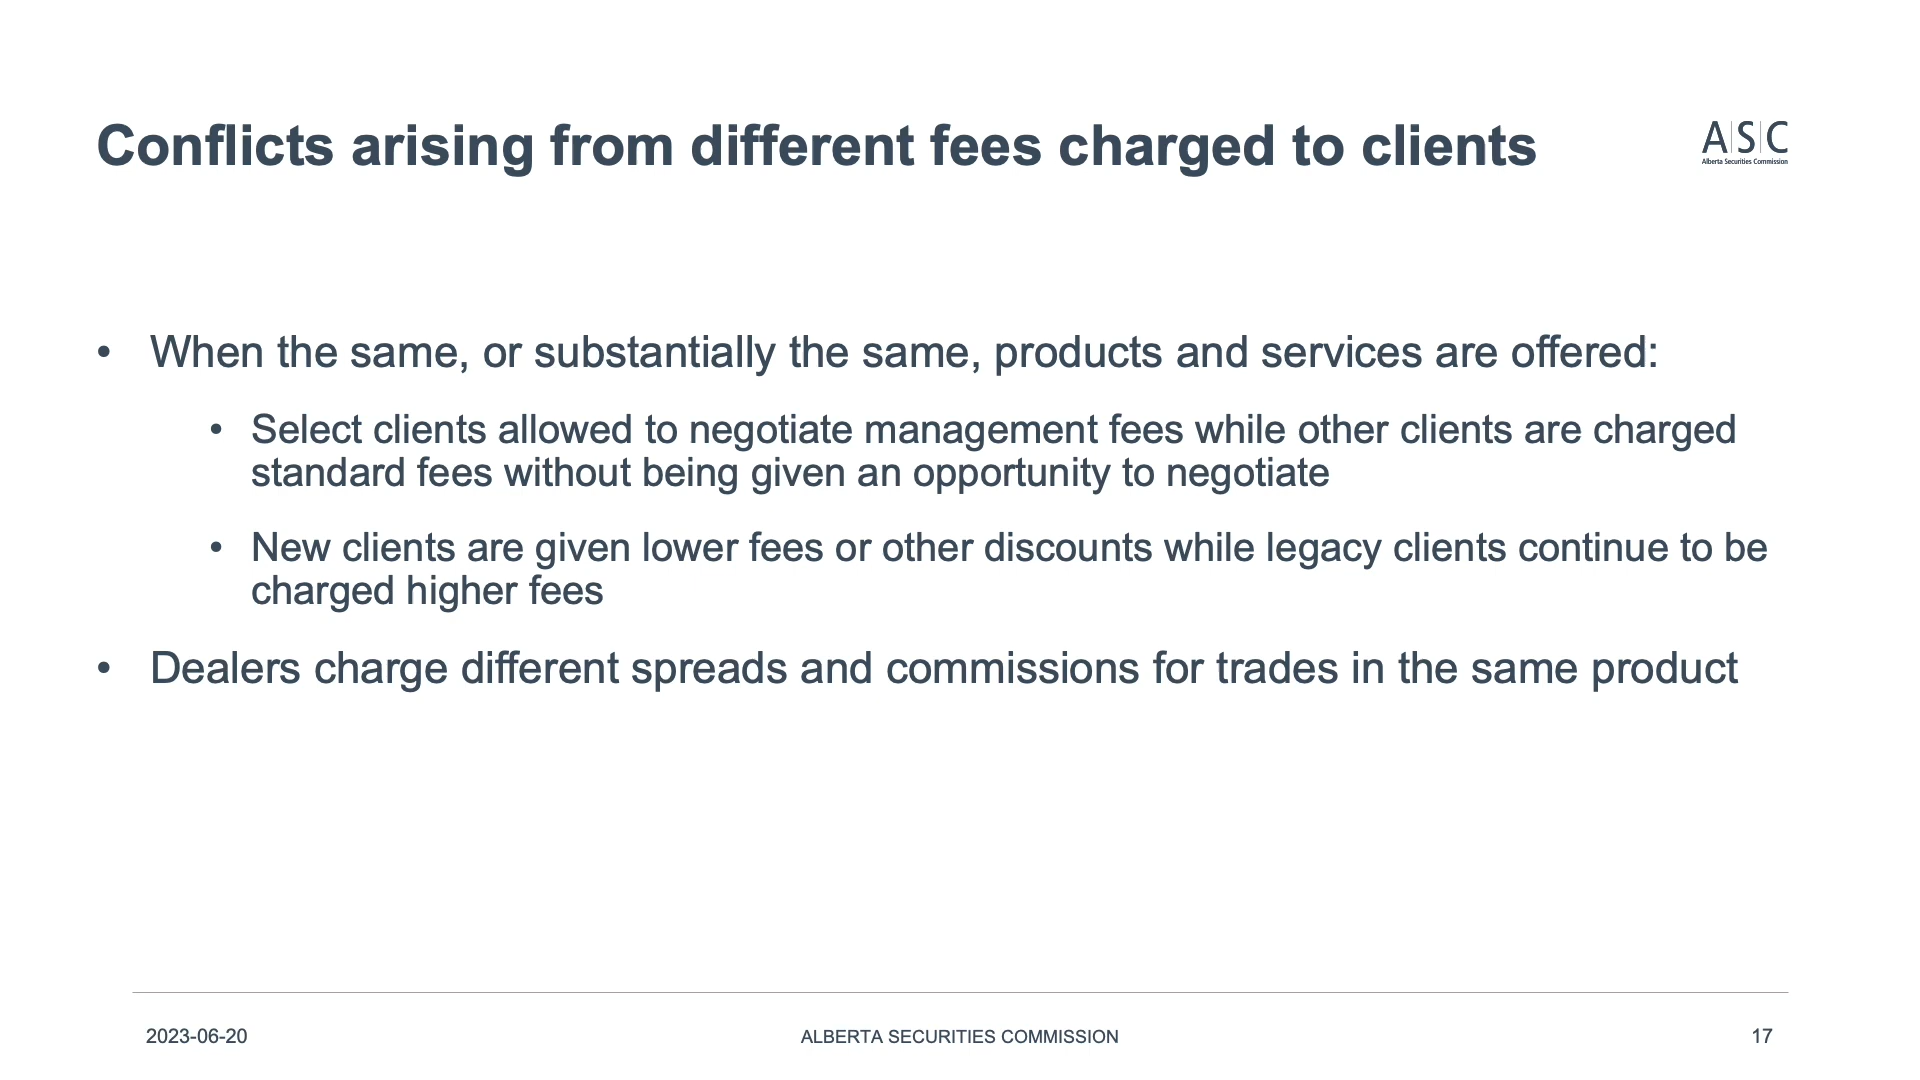 Conflicts arising from different fees charged to clients
A|S|C
Alberta Securities Commission
• When the same, or substantially the same, products and services are offered:
• Select clients allowed to negotiate management fees while other clients are charged
standard fees without being given an opportunity to negotiate
• New clients are given lower fees or other discounts while legacy clients continue to be
charged higher fees
• Dealers charge different spreads and commissions for trades in the same product
2023-06-20
ALBERTA SECURITIES COMMISSION
17